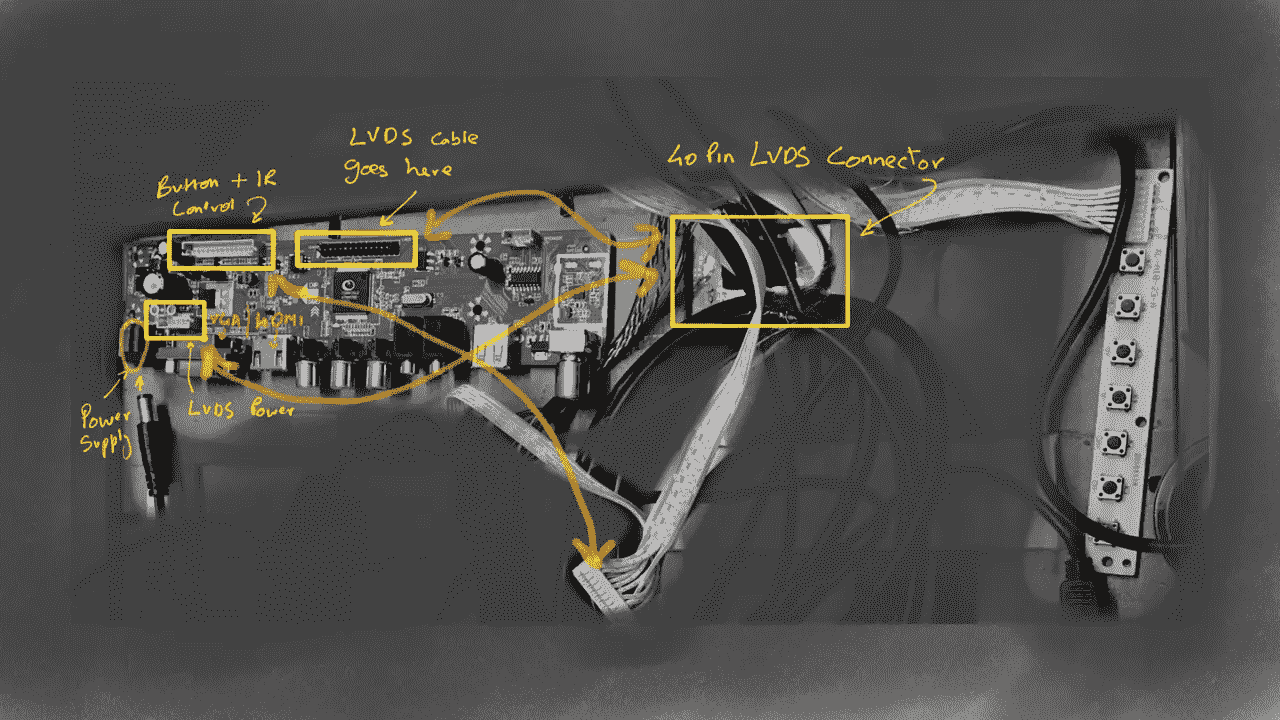 LVDS Cable
goes here
40 Pin LVDS Connector
Button + IR
Control
VGA/HDMI
LVDS Power
Power
Supply